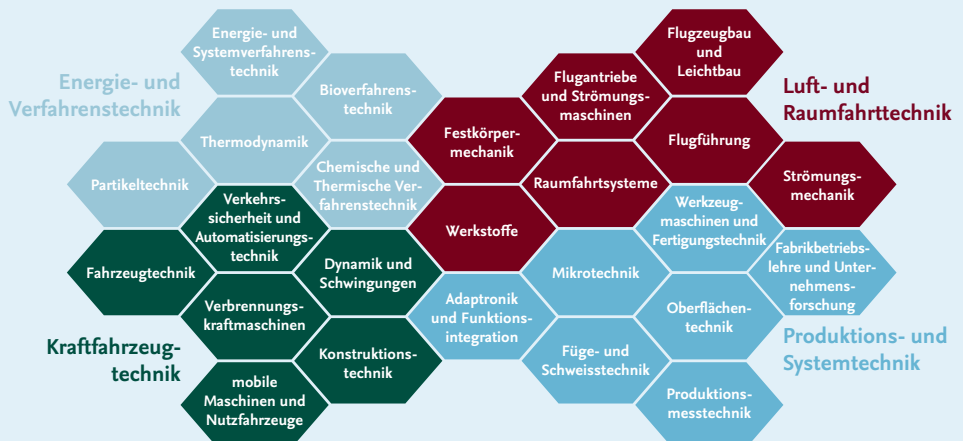 Energie- und
Verfahrenstechnik
Energie- und
Systemverfahrens-
technik
Bioverfahrens-
technik
Thermodynamik
Chemische und
Thermische Ver-
fahrenstechnik
Partikeltechnik
Luft- und
Raumfahrttechnik
Flugzeugbau
und
Leichtbau
Flugantriebe
und Strömungs-
maschinen
Festkörper-
mechanik
Flugführung
Raumfahrtsysteme
Strömungs-
mechanik
Werkstoffe
Kraftfahrzeug-
technik
Verkehrs-
sicherheit und
Automatisierungs-
technik
Fahrzeugtechnik
Dynamik und
Schwingungen
Verbrennungs-
kraftmaschinen
Konstruktions-
technik
mobile
Maschinen und
Nutzfahrzeuge
Produktions- und
Systemtechnik
Werkzeug-
maschinen und
Fertigungstechnik
Fabrikbetriebs-
lehre und Unter-
nehmens-
forschung
Mikrotechnik
Adaptronik
und Funktions-
integration
Oberflächen-
technik
Füge- und
Schweisstechnik
Produktions-
messtechnik